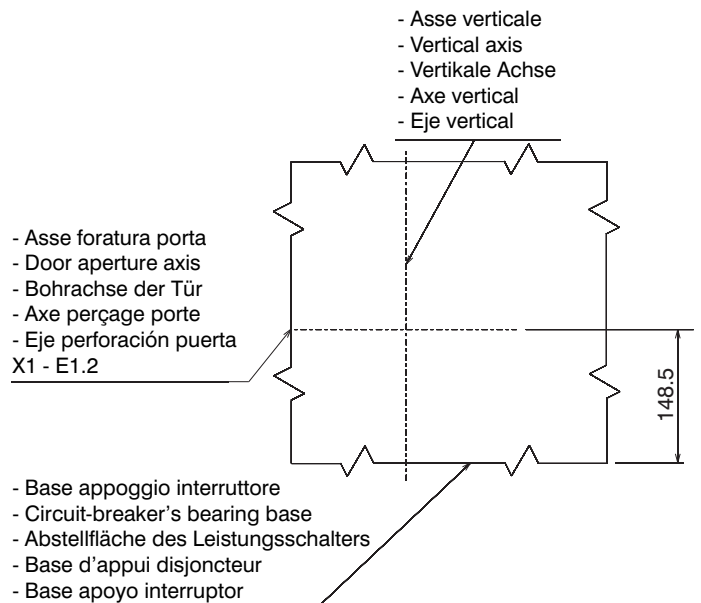 - Asse verticale
- Vertical axis
- Vertikale Achse
- Axe vertical
- Eje vertical
- Asse foratura porta
- Door aperture axis
- Bohrachse der Tür
- Axe perçage porte
- Eje perforación puerta
X1 - E1.2
148.5
- Base appoggio interruttore
- Circuit-breaker's bearing base
- Abstellfläche des Leistungsschalters
- Base d'appui disjoncteur
- Base apoyo interruptor